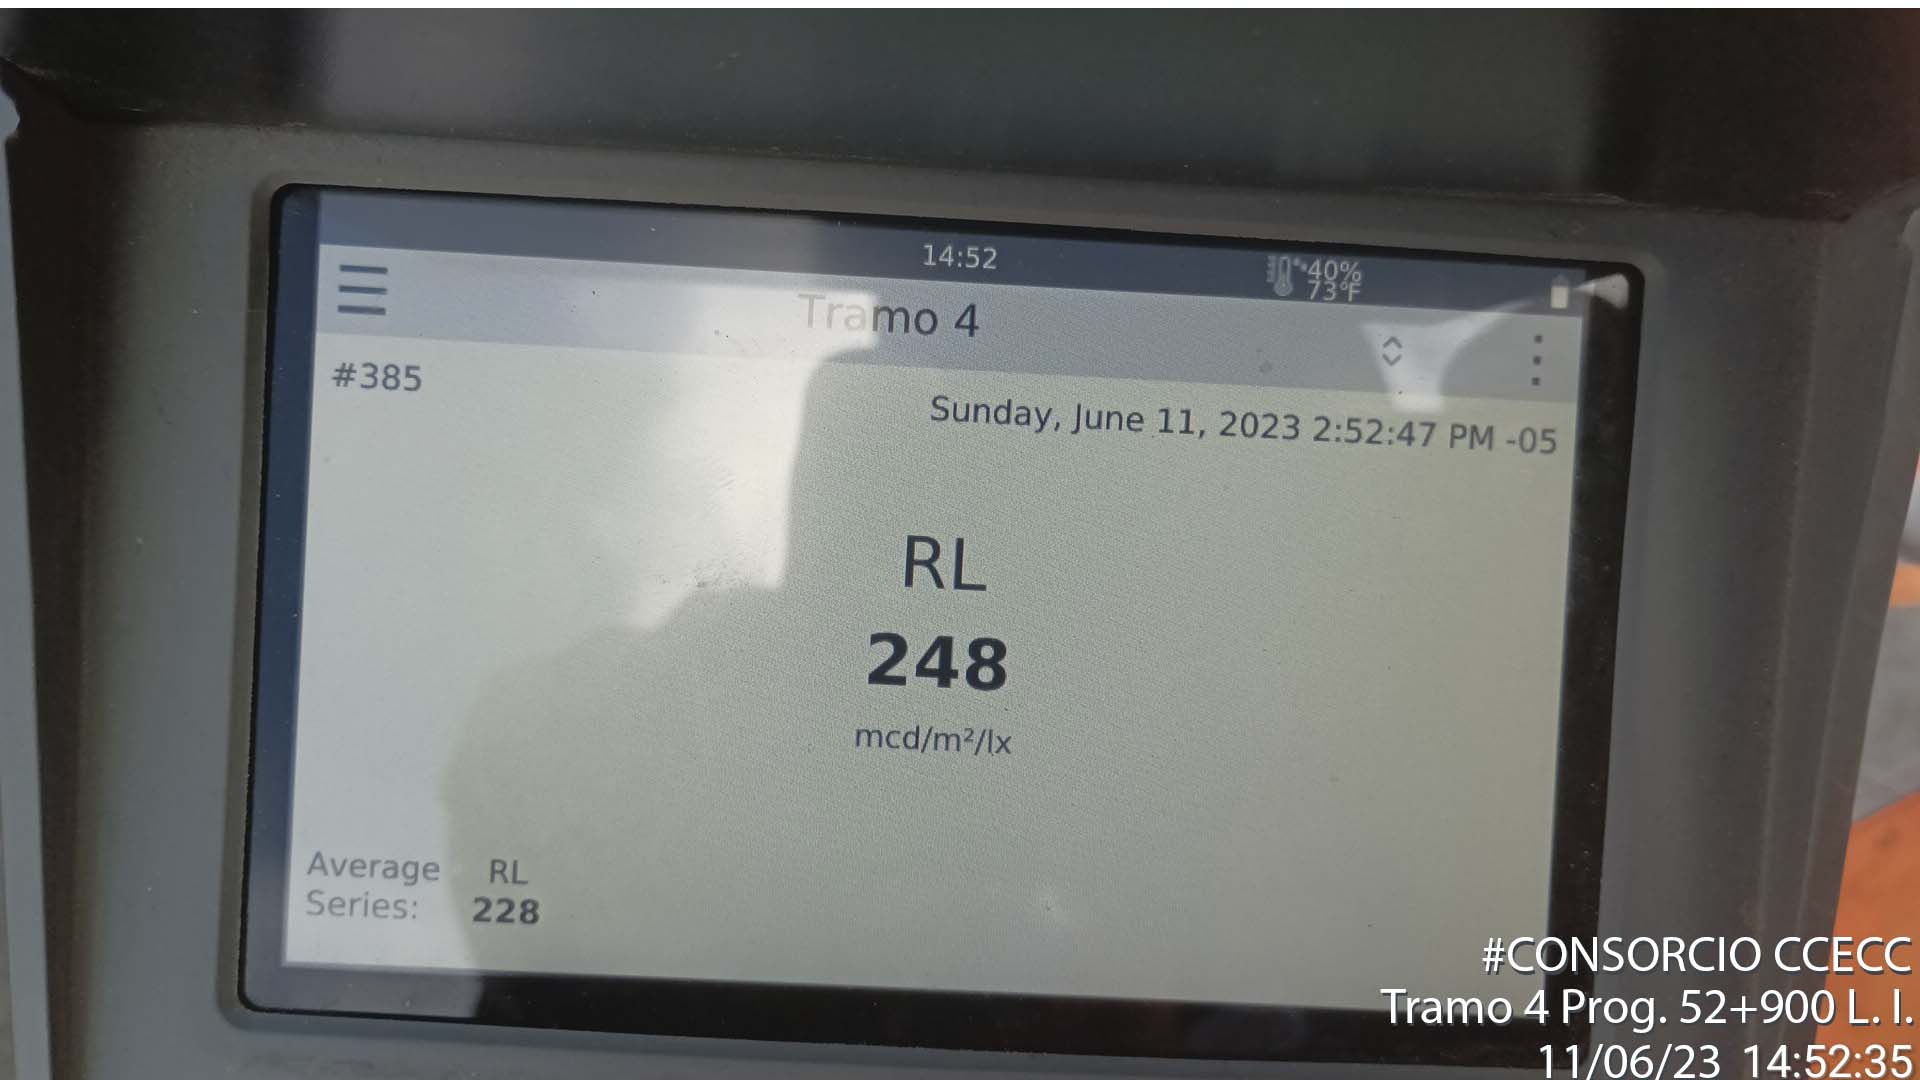 14:52
40%
73°F
Tramo 4
#385
Sunday, June 11, 2023 2:52:47 PM -05
RL
248
mcd/m²/lx
Average RL
Series: 228
#CONSORCIO CCECC
Tramo 4 Prog. 52+900 L. I.
11/06/23 14:52:35